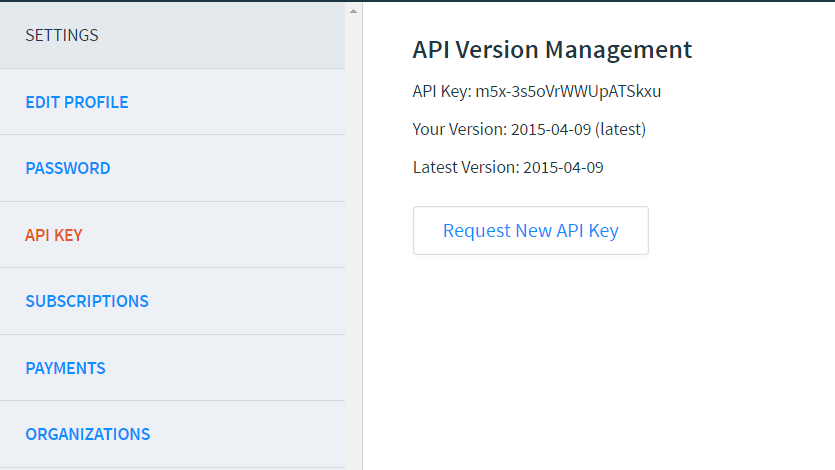 SETTINGS
EDIT PROFILE
PASSWORD
API KEY
SUBSCRIPTIONS
PAYMENTS
ORGANIZATIONS
API Version Management
API Key: m5x-3s5oVrWWUpATSkxu
Your Version: 2015-04-09 (latest)
Latest Version: 2015-04-09
Request New API Key